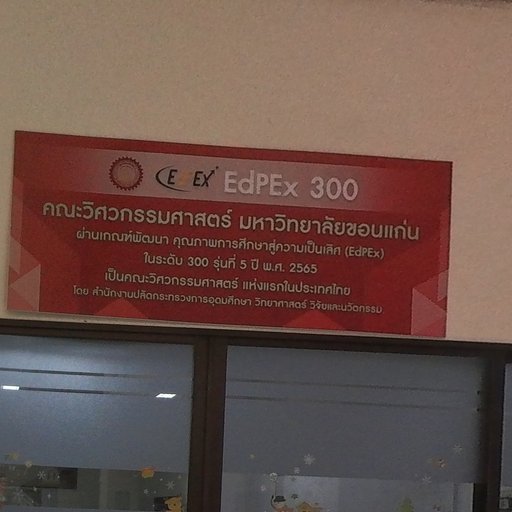 EdPEx EdPEx 300
คณะวิศวกรรมศาสตร์ มหาวิทยาลัยขอนแก่น
ผ่านเกณฑ์พัฒนา คุณภาพการศึกษาสู่ความเป็นเลิศ (EdPEx)
ในระดับ 300 รุ่นที่ 5 ปี พ.ศ. 2565
เป็นคณะวิศวกรรมศาสตร์ แห่งแรกในประเทศไทย
โดย สำนักงานปลัดกระทรวงการอุดมศึกษา วิทยาศาสตร์ วิจัยและนวัตกรรม